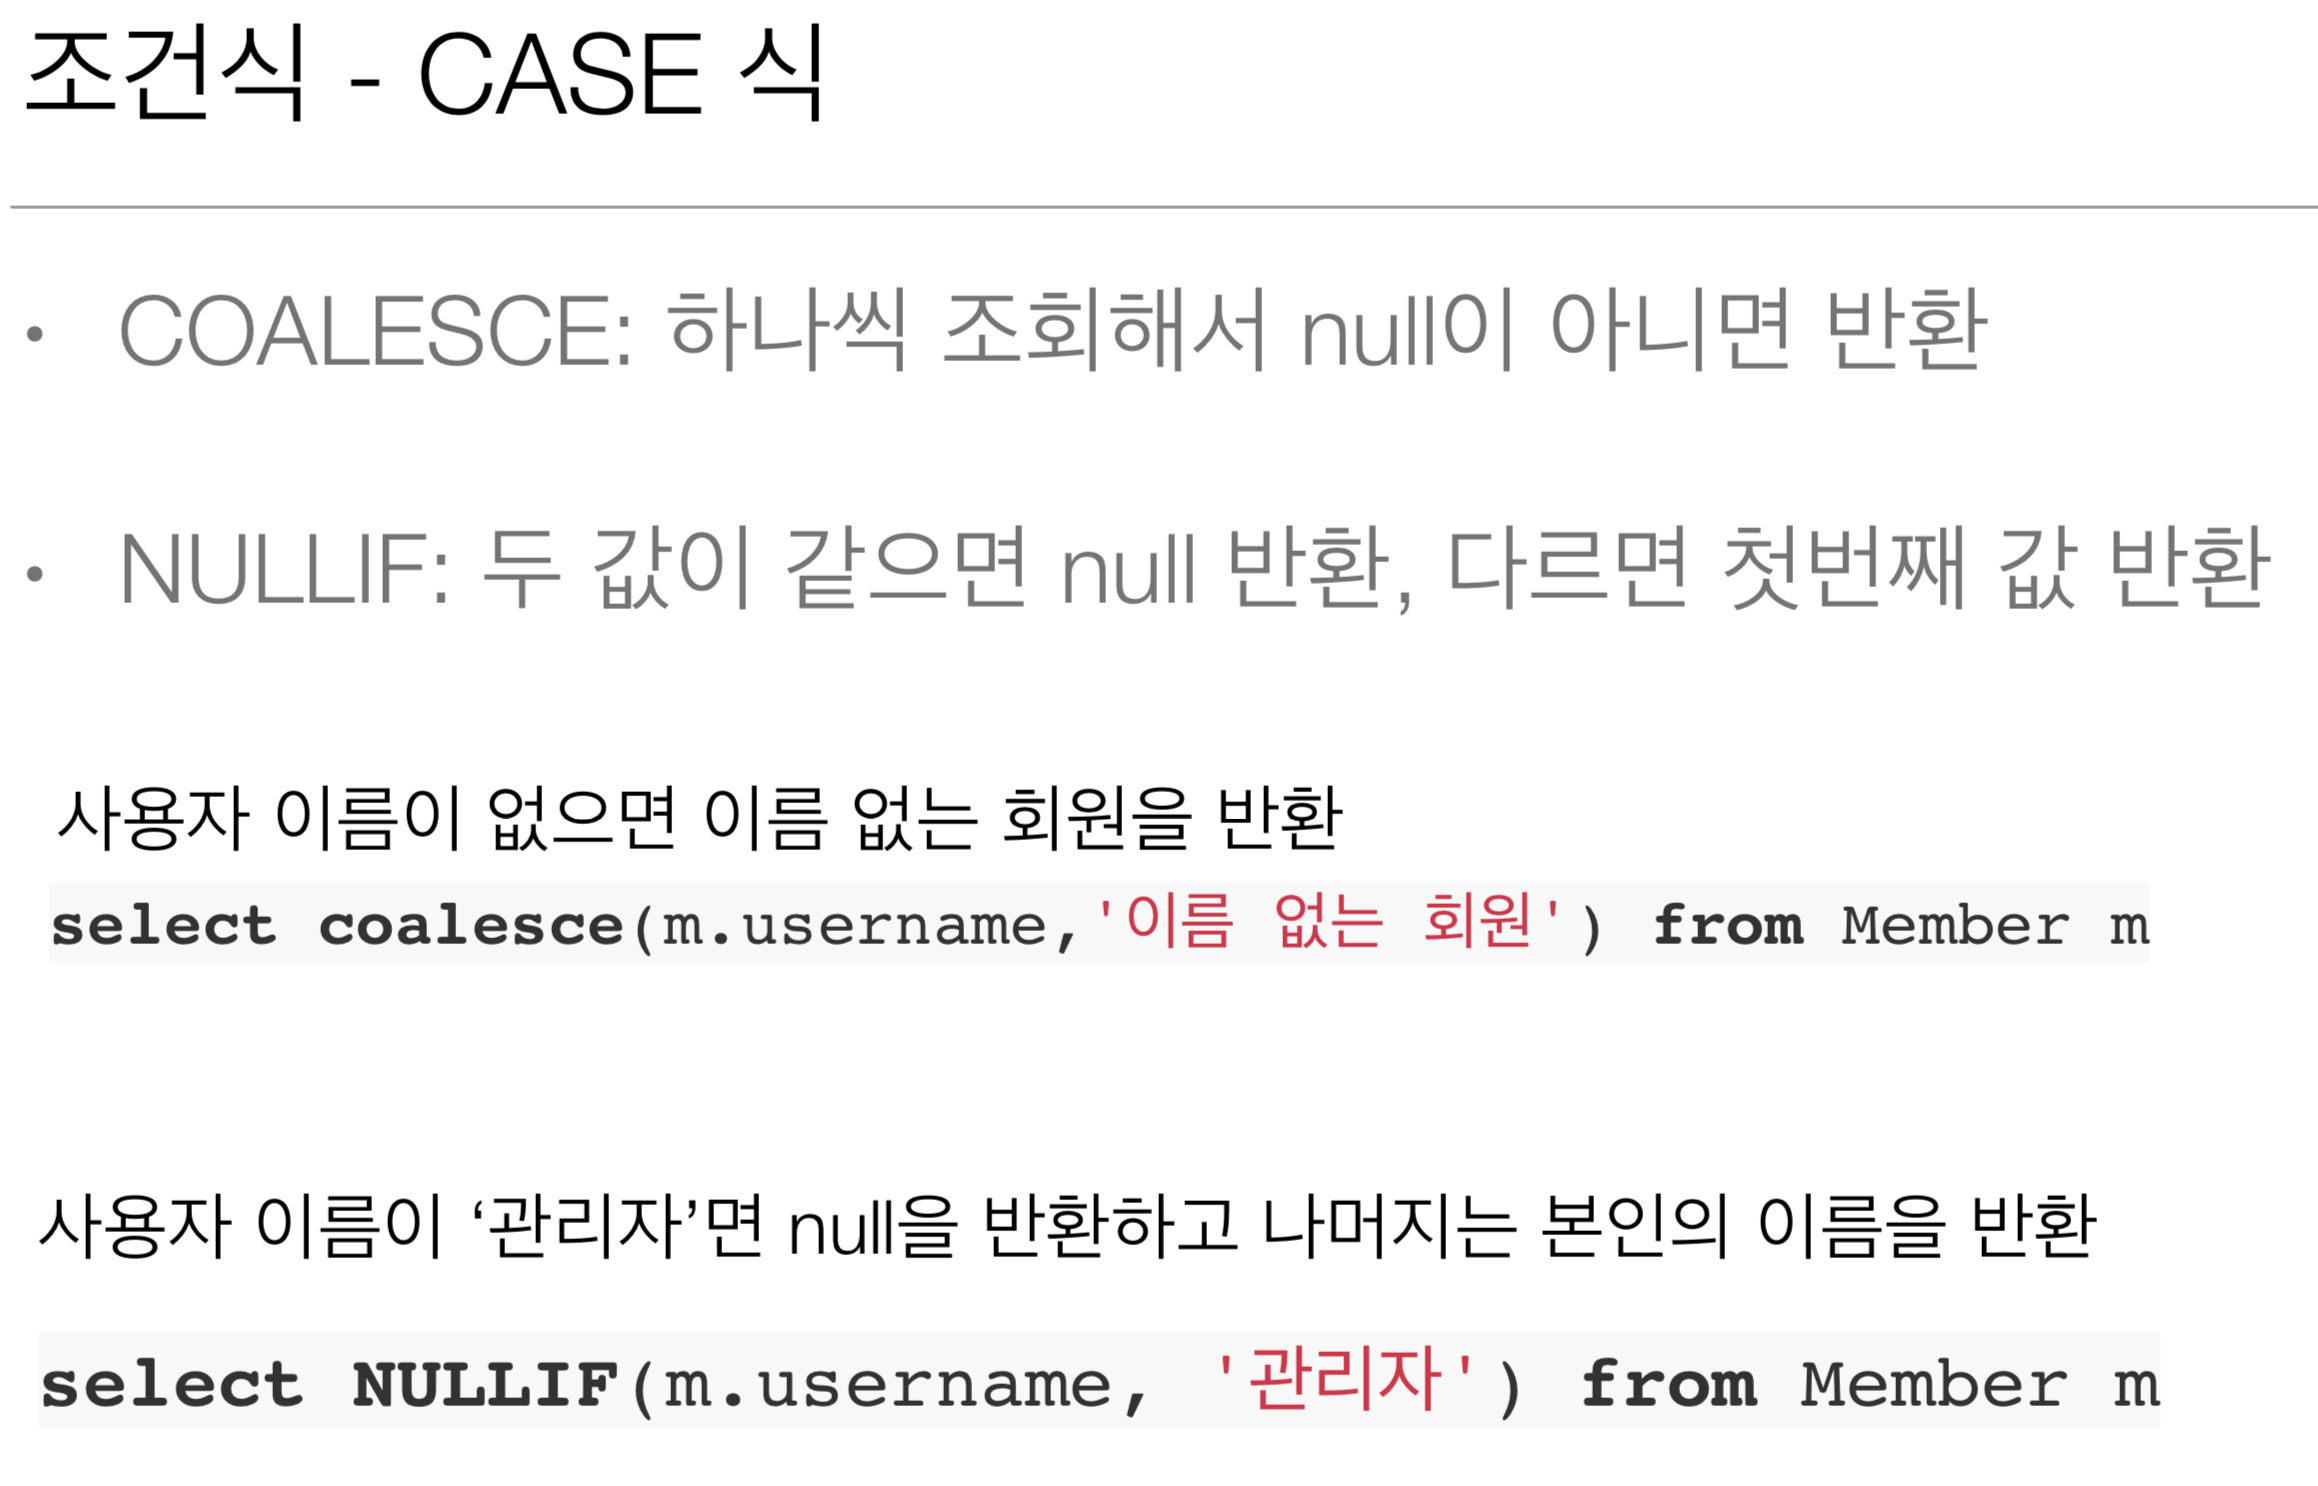 조건식 - CASE 식
• COALESCE: 하나씩 조회해서 null이 아니면 반환
• NULLIF: 두 값이 같으면 null 반환, 다르면 첫번째 값 반환
사용자 이름이 없으면 이름 없는 회원을 반환
select coalesce(m.username,'이름 없는 회원') from Member m
사용자 이름이 ‘관리자’면 null을 반환하고 나머지는 본인의 이름을 반환
select NULLIF(m.username, '관리자') from Member m